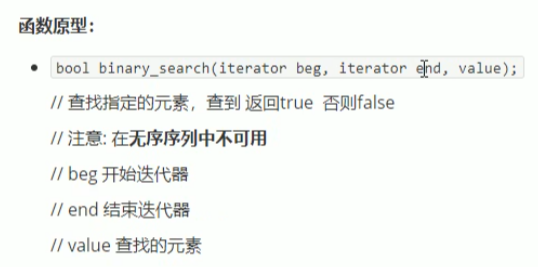 函数原型：
bool binary_search(iterator beg, iterator end, value);
// 查找指定的元素，查到 返回true 否则false
// 注意: 在无序序列中不可用
// beg 开始迭代器
// end 结束迭代器
// value 查找的元素